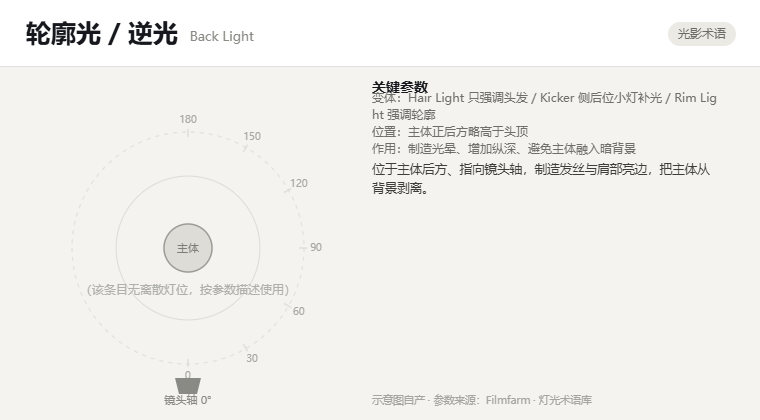 轮廓光 / 逆光 Back Light
光影术语
关键参数
变体：Hair Light 只强调头发 / Kicker 侧后位小灯补光 / Rim Lig
ht 强调轮廓
位置：主体正后方略高于头顶
作用：制造光晕、增加纵深、避免主体融入暗背景
位于主体后方、指向镜头轴，制造发丝与肩部亮边，把主体从
背景剥离。
180
150
120
90
60
30
0
主体
(该条目无离散灯位，按参数描述使用)
镜头轴 0°
示意图自产 · 参数来源：Filmfarm · 灯光术语库